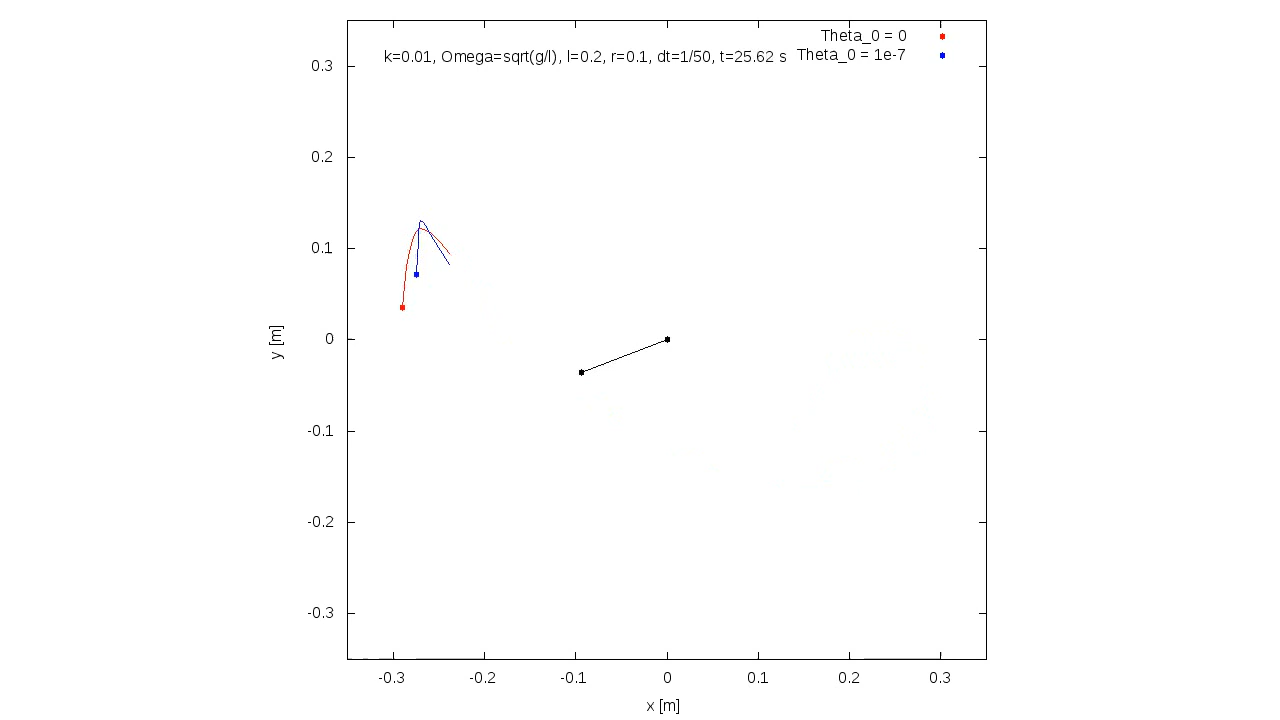 Theta_0 = 0
k=0.01, Omega=sqrt(g/l), l=0.2, r=0.1, dt=1/50, t=25.62 s Theta_0 = 1e-7
0.3
0.2
0.1
0
-0.1
-0.2
-0.3
y [m]
-0.3 -0.2 -0.1 0 0.1 0.2 0.3
x [m]